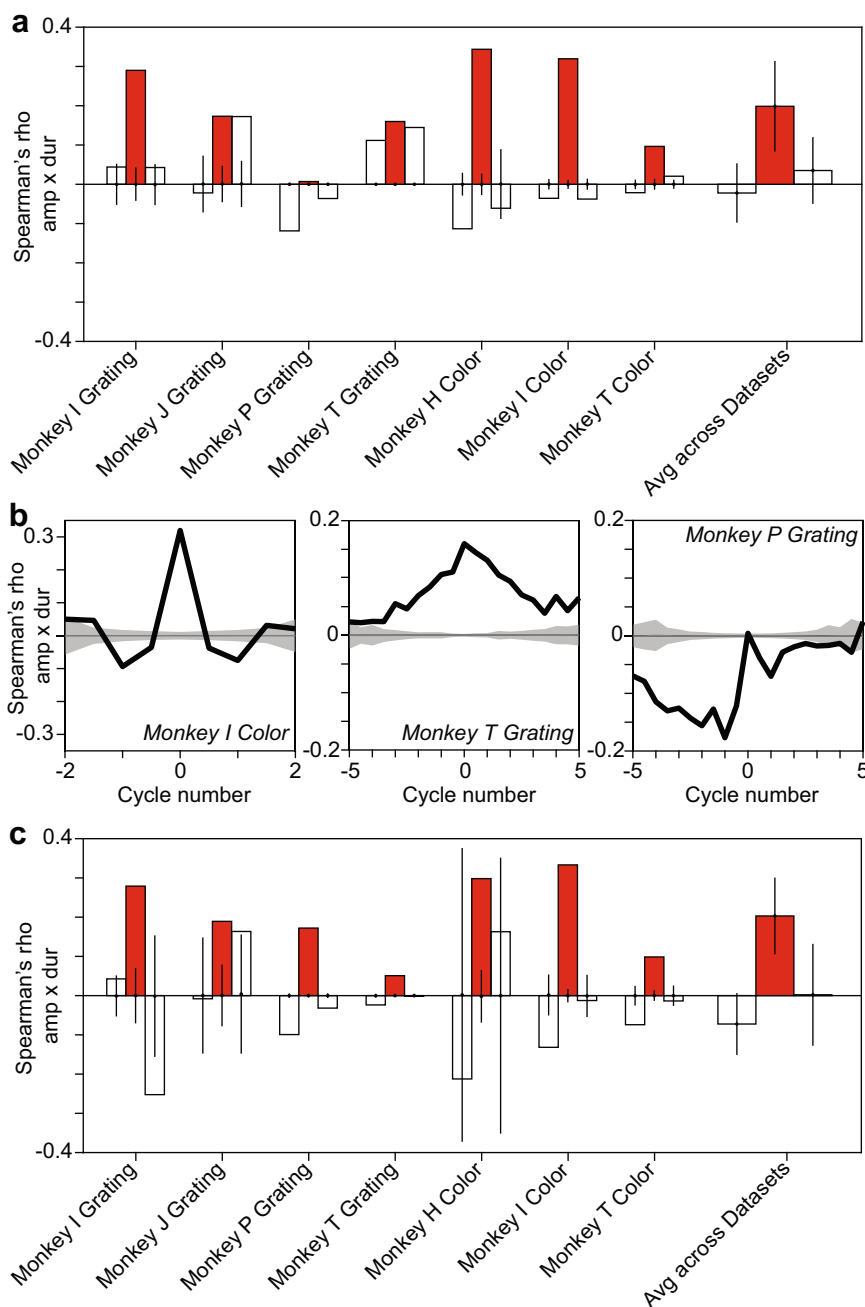 a
0.4
Spearman's rho
amp x dur
-0.4
Monkey I Grating
Monkey J Grating
Monkey P Grating
Monkey T Grating
Monkey H Color
Monkey I Color
Monkey T Color
Avg across Datasets
b
0.3
Spearman's rho
amp x dur
-0.3
Monkey I Color
-2
0
2
Cycle number
0.2
0
-0.2
Monkey T Grating
-5
0
5
Cycle number
0.2
Monkey P Grating
0
-0.2
-5
0
5
Cycle number
c
0.4
Spearman's rho
amp x dur
-0.4
Monkey I Grating
Monkey J Grating
Monkey P Grating
Monkey T Grating
Monkey H Color
Monkey I Color
Monkey T Color
Avg across Datasets